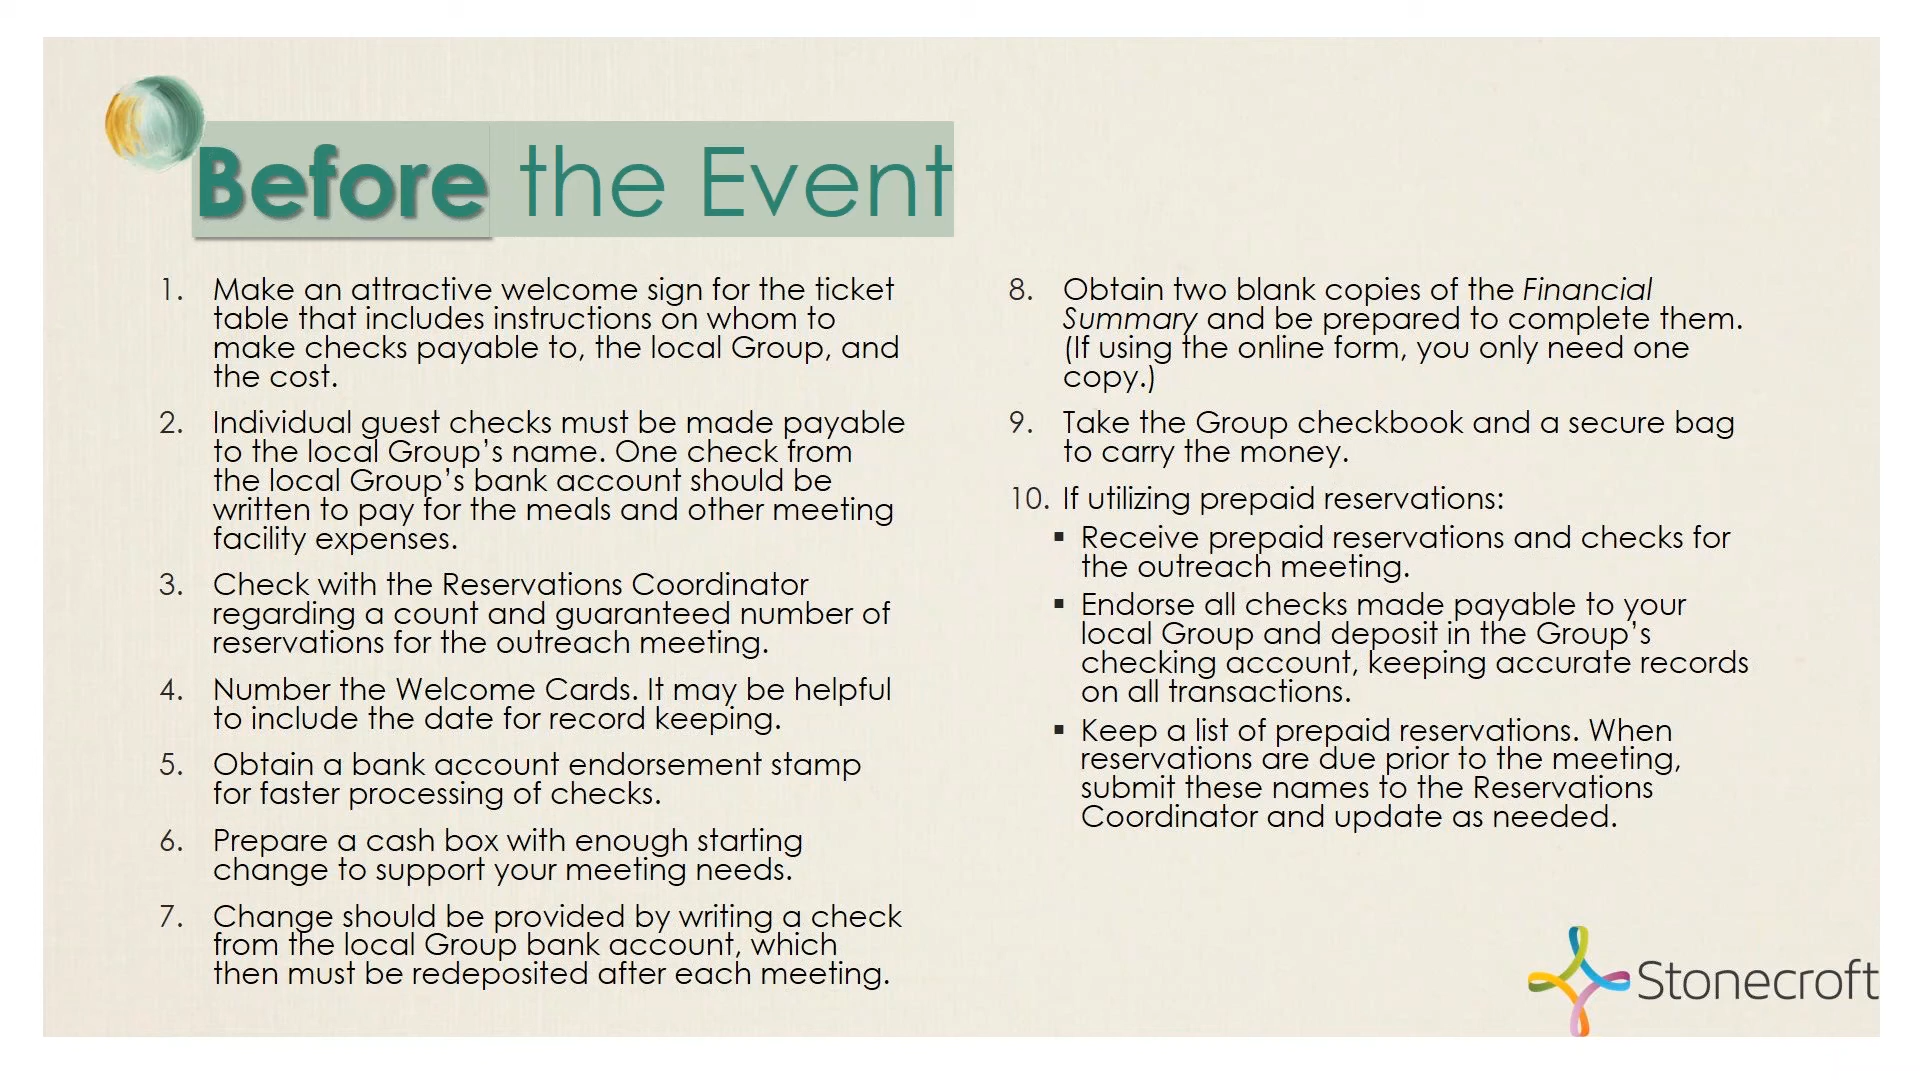 Before the Event
1. Make an attractive welcome sign for the ticket
table that includes instructions on whom to
make checks payable to, the local Group, and
the cost.
2. Individual guest checks must be made payable
to the local Group’s name. One check from
the local Group’s bank account should be
written to pay for the meals and other meeting
facility expenses.
3. Check with the Reservations Coordinator
regarding a count and guaranteed number of
reservations for the outreach meeting.
4. Number the Welcome Cards. It may be helpful
to include the date for record keeping.
5. Obtain a bank account endorsement stamp
for faster processing of checks.
6. Prepare a cash box with enough starting
change to support your meeting needs.
7. Change should be provided by writing a check
from the local Group bank account, which
then must be redeposited after each meeting.
8. Obtain two blank copies of the Financial
Summary and be prepared to complete them.
(If using the online form, you only need one
copy.)
9. Take the Group checkbook and a secure bag
to carry the money.
10. If utilizing prepaid reservations:
▪ Receive prepaid reservations and checks for
the outreach meeting.
▪ Endorse all checks made payable to your
local Group and deposit in the Group’s
checking account, keeping accurate records
on all transactions.
▪ Keep a list of prepaid reservations. When
reservations are due prior to the meeting,
submit these names to the Reservations
Coordinator and update as needed.
Stonecroft